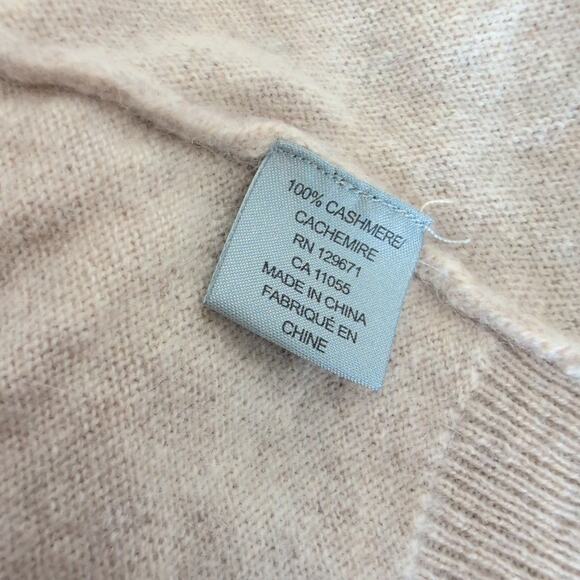 100% CASHMERE/
CACHEMIRE
RN 129671
CA 11055
MADE IN CHINA
FABRIQUÉ EN
CHINE